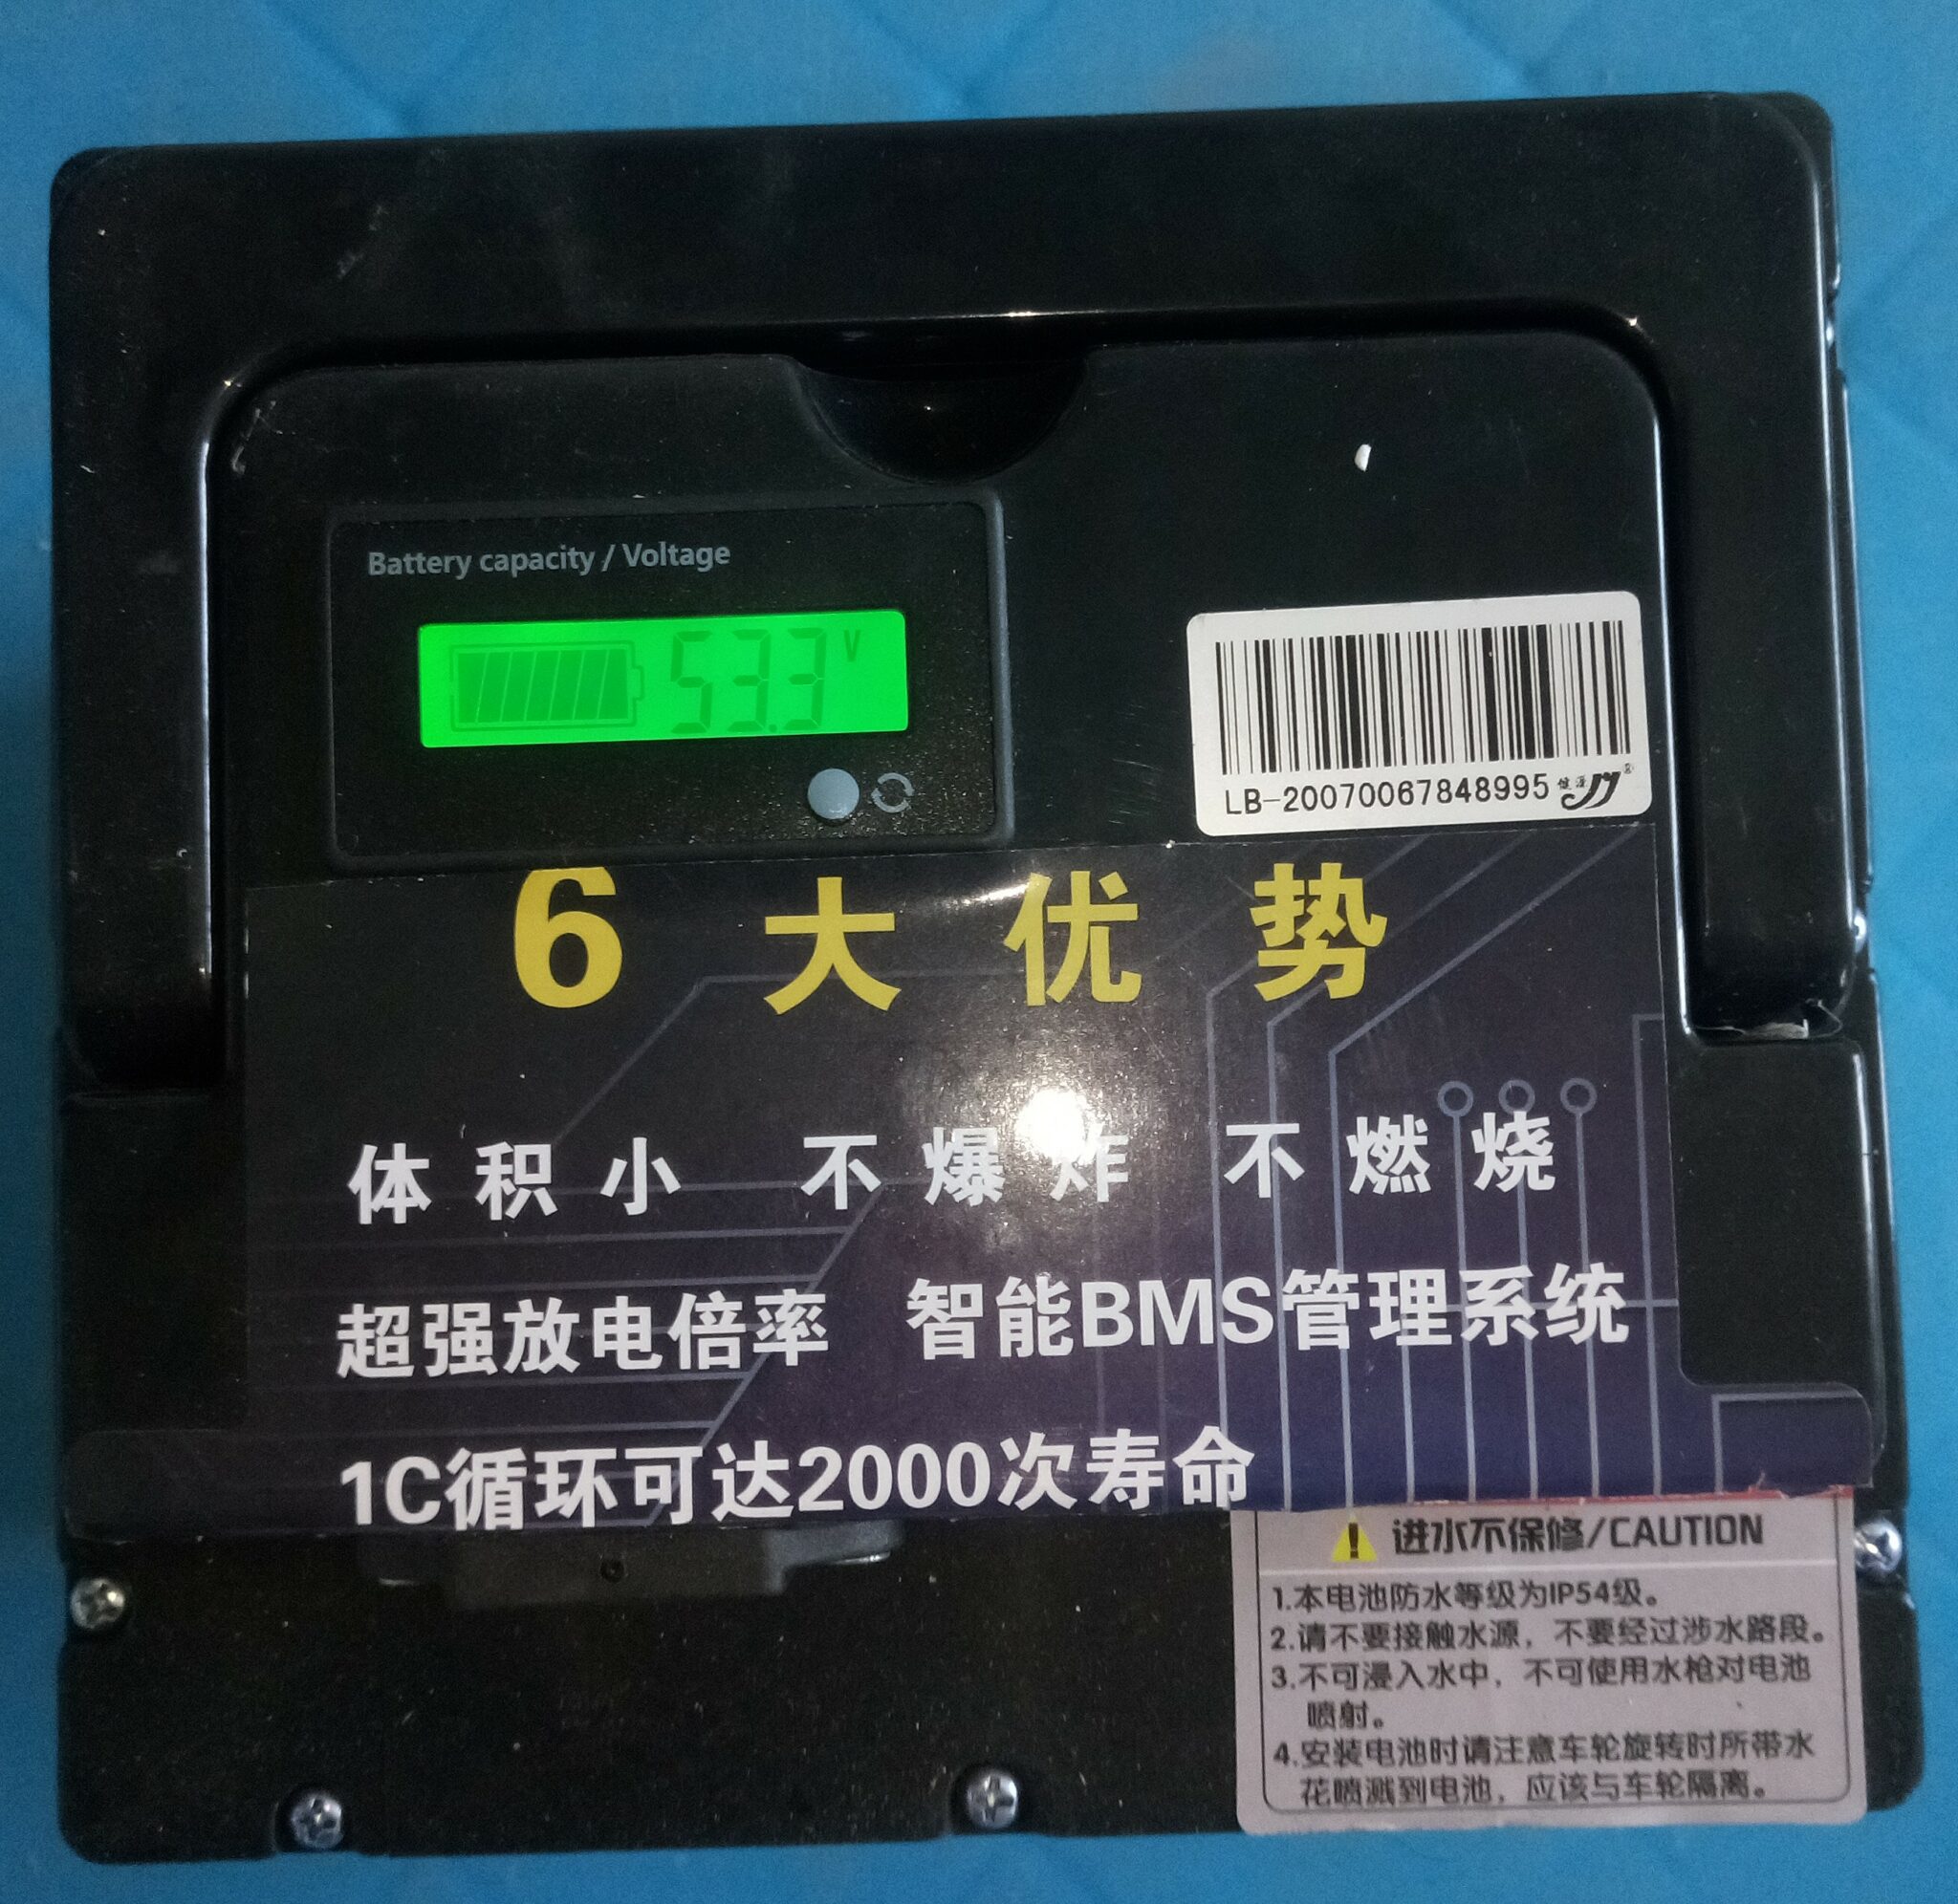 Battery capacity / Voltage
53.3 V
LB-20070067848995 健源 ®
6大优势
体积小 不爆炸 不燃烧
超强放电倍率 智能BMS管理系统
1C循环可达2000次寿命
进水不保修/CAUTION
1.本电池防水等级为IP54级。
2.请不要接触水源，不要经过涉水路段。
3.不可浸入水中，不可使用水枪对电池
喷射。
4.安装电池时请注意车轮旋转时所带水
花喷溅到电池，应该与车轮隔离。